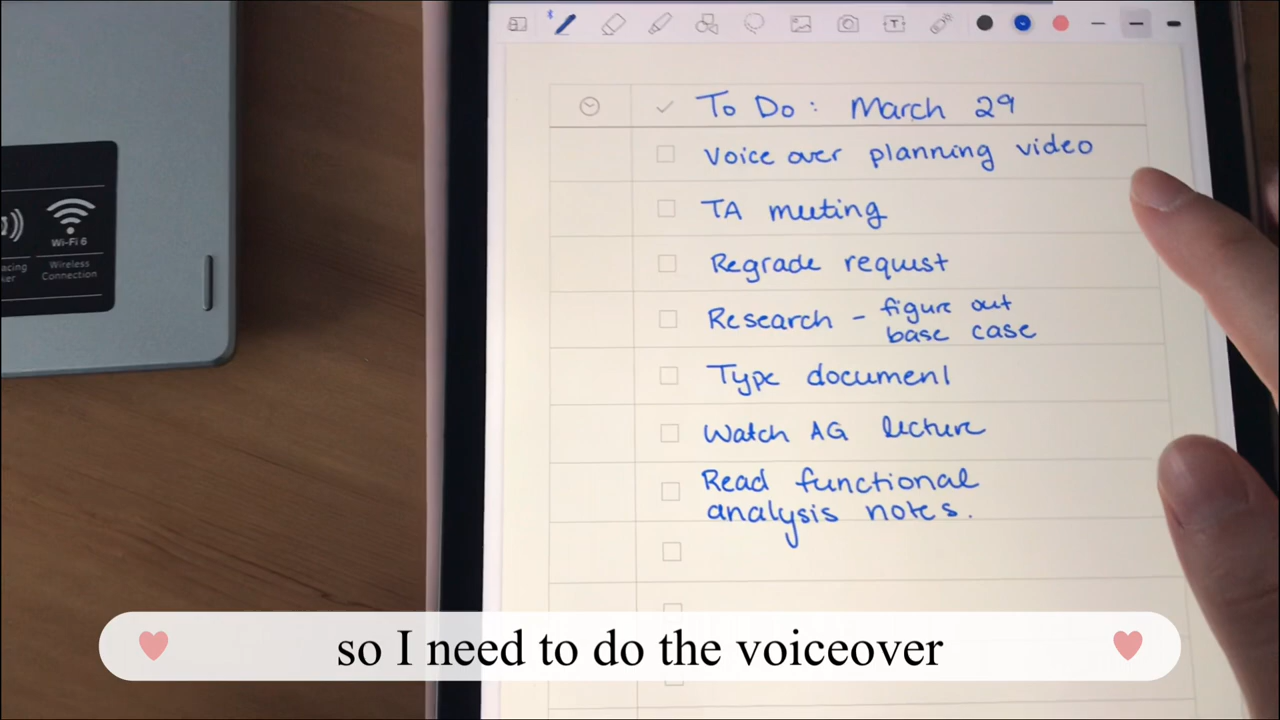 To Do: March 29
Voice over planning video
TA meeting
Regrade request
Research - figure out
base case
Type document
Watch AG lecture
Read functional
analysis notes.
Wi-Fi 6
Wireless
Connection
T
so I need to do the voiceover